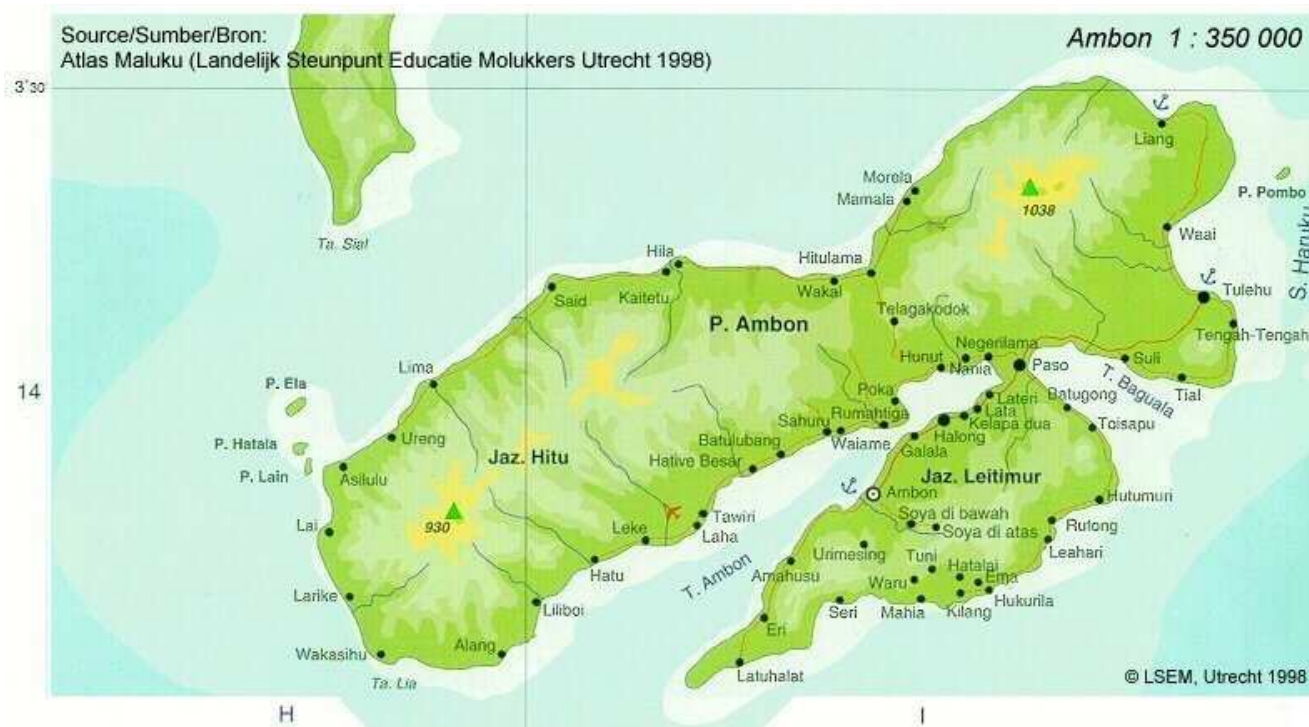 Source/Sumber/Bron:
Atlas Maluku (Landelijk Steunpunt Educatie Molukkers Utrecht 1998)
Ambon 1 : 350 000
3°30
Liang
P. Pombo
Morela
Mamala
1038
S. Haruku
Ta. Sial
Waai
Hila
Hitulama
Kaitetu
Wakal
Said
Tulehu
P. Ambon
Telagakodok
Tengah-Tengah
Negerilama
Hunut
Nania
Paso
Suli
T. Baguala
Lima
14
P. Ela
Poka
Lateri
Batugong
Tial
Rumahtiga
Lata
Sahuru
Kelapa dua
Toisapu
Ureng
Waiame
P. Hatala
Batulubang
Halong
Galala
Jaz. Hitu
Hative Besar
P. Lain
Asilulu
Jaz. Leitimur
Ambon
Hutumuri
930
Tawiri
Soya di bawah
Rutong
Lai
Leke
Laha
Soya di atas
Leahari
Urimesing
Hatu
T. Ambon
Amahusu
Tuni
Hatalai
Waru
Ema
Larike
Liliboi
Seri
Mahia
Kilang
Hukurila
Eri
Wakasihu
Alang
Latuhalat
Ta. Lia
© LSEM, Utrecht 1998
H
I